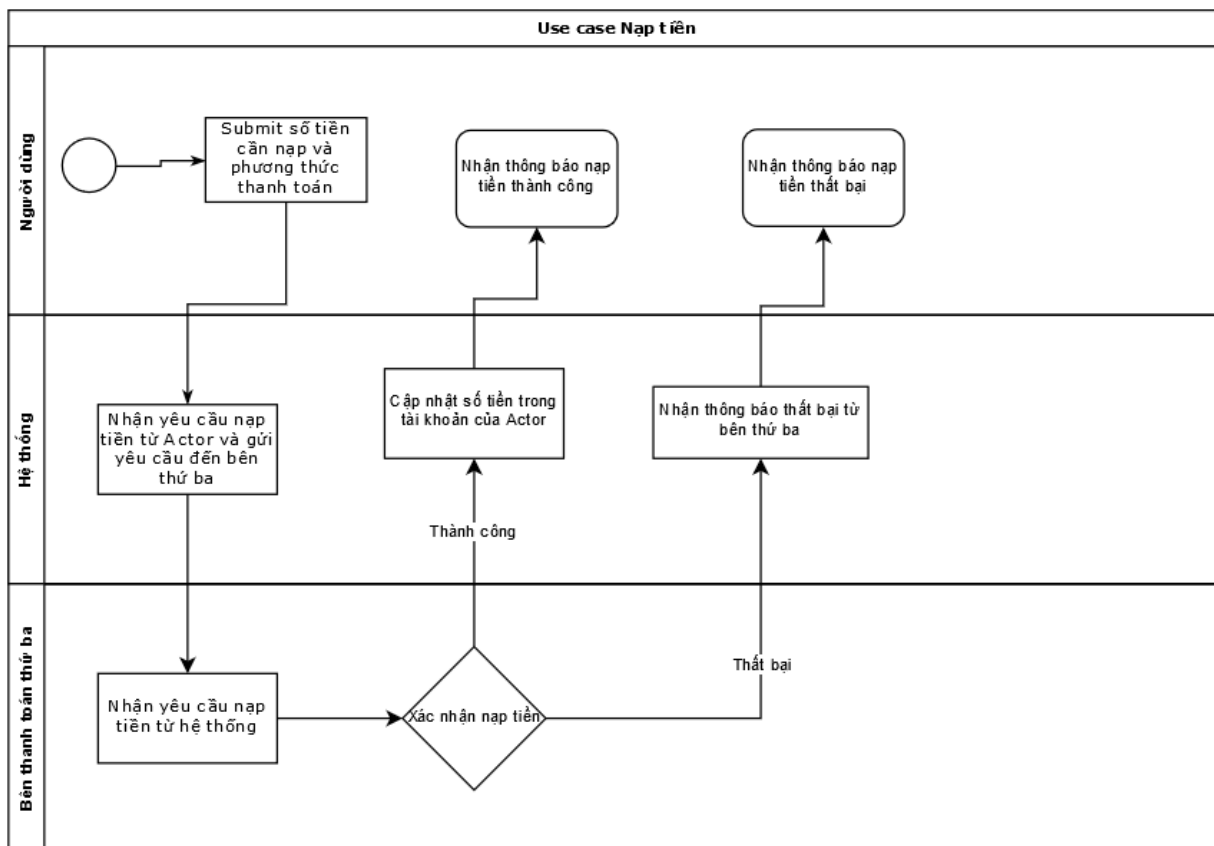 Use case Nạp tiền
Người dùng
Submit số tiền
cần nạp và
phương thức
thanh toán
Nhận thông báo nạp
tiền thành công
Nhận thông báo nạp
tiền thất bại
Hệ thống
Nhận yêu cầu nạp
tiền từ Actor và gửi
yêu cầu đến bên
thứ ba
Cập nhật số tiền trong
tài khoản của Actor
Nhận thông báo thất bại từ
bên thứ ba
Thành công
Bên thanh toán thứ ba
Nhận yêu cầu nạp
tiền từ hệ thống
Xác nhận nạp tiền
Thất bại